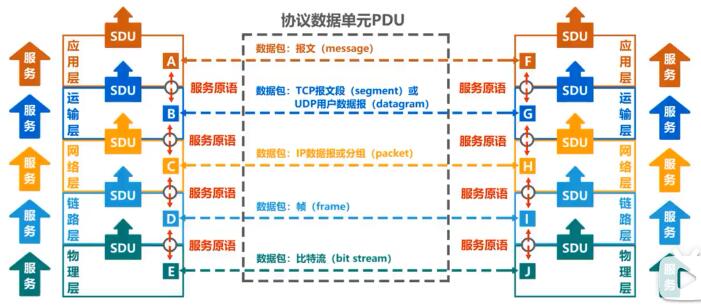 协议数据单元PDU
服务
应用层
SDU
A
数据包：报文（message）
F
SDU
应用层
服务
服务原语
服务原语
服务
运输层
SDU
B
数据包：TCP报文段（segment）或
UDP用户数据报（datagram）
G
SDU
运输层
服务
服务原语
服务原语
服务
网络层
SDU
C
数据包：IP数据报或分组（packet）
H
SDU
网络层
服务
服务原语
服务原语
服务
链路层
SDU
D
数据包：帧（frame）
I
SDU
链路层
服务
服务原语
服务原语
服务
物理层
SDU
E
数据包：比特流（bit stream）
J
SDU
物理层
服务